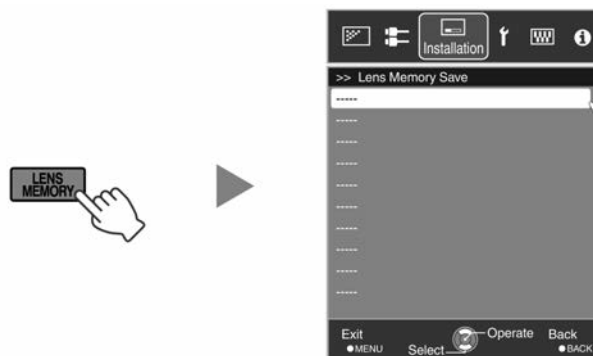 LENS
MEMORY
Installation
>> Lens Memory Save
-----
-----
-----
-----
-----
-----
-----
-----
-----
-----
Exit
●MENU
Select
Operate
Back
●BACK